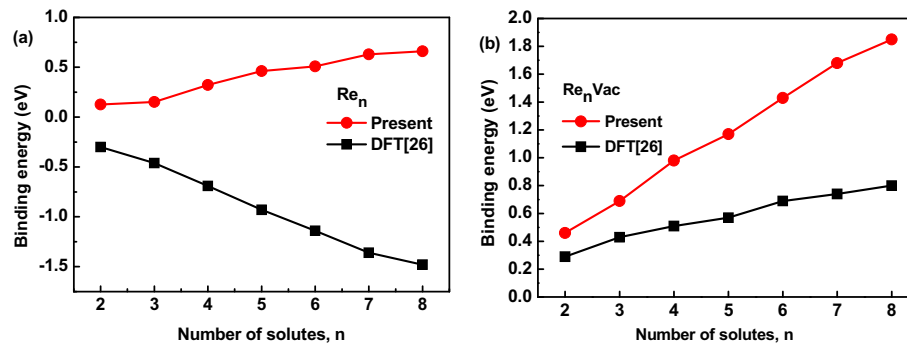 (a)
1.0
0.5
0.0
-0.5
-1.0
-1.5
Binding energy (eV)
Re_n
Present
DFT[26]
2 3 4 5 6 7 8
Number of solutes, n
(b)
2.0
1.8
1.6
1.4
1.2
1.0
0.8
0.6
0.4
0.2
0.0
Binding energy (eV)
Re_nVac
Present
DFT[26]
2 3 4 5 6 7 8
Number of solutes, n